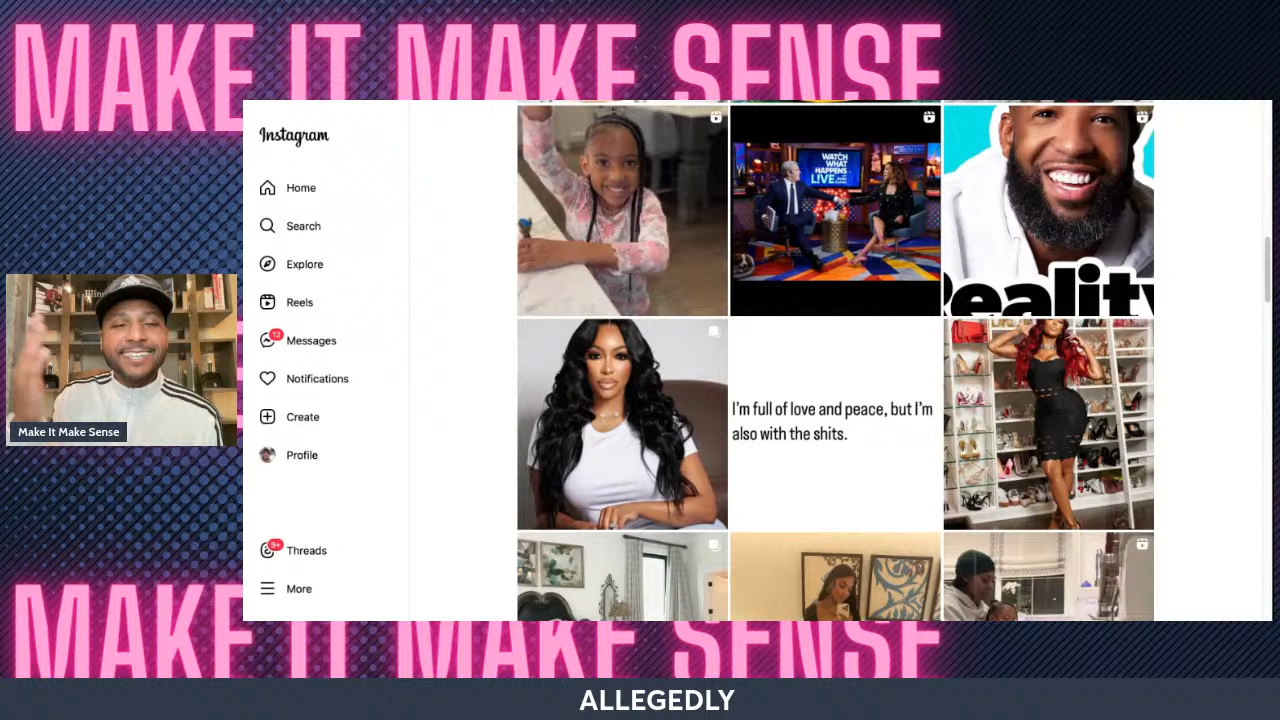 MAKE IT MAKE SENSE
Instagram
Home
Search
Explore
Reels
12
Messages
Notifications
Create
Profile
9+
Threads
More
WATCH
WHAT
HAPPENS
LIVE
Reality
I'm full of love and peace, but I'm
also with the shits.
Make It Make Sense
MAKE IT MAKE SENSE
ALLEGEDLY